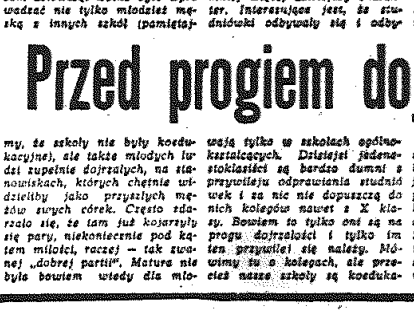 wadzać nie tylko młodzież mę-
ską z innych szkół (pamiętaj-
ter. Interesujące jest, że stu-
dniówki odbywały się i odby-
Przed progiem do
my, że szkoły nie były koedu-
kacyjne), ale także młodych lu-
dzi zupełnie dojrzałych, na sta-
nowiskach, których chętnie wi-
dzieliby jako przyszłych mę-
żów swych córek. Często zda-
rzało się, że tam już kojarzyły
się pary, niekoniecznie pod ką-
tem miłości, raczej — tak zwa-
nej „dobrej partii". Matura nie
była bowiem wtedy dla mło-
wają tylko w szkołach ogólno-
kształcących. Dzisiejsi jedena-
stoklasiści są bardzo dumni z
przywileju odprawiania studnió
wek i za nic nie dopuszczą do
nich kolegów nawet z X kla-
sy. Bowiem to tylko oni są na
progu dojrzałości i tylko im
ten przywilej się należy. Mó-
wimy tu o kolegach, ale prze-
cież nasze szkoły są koeduka-